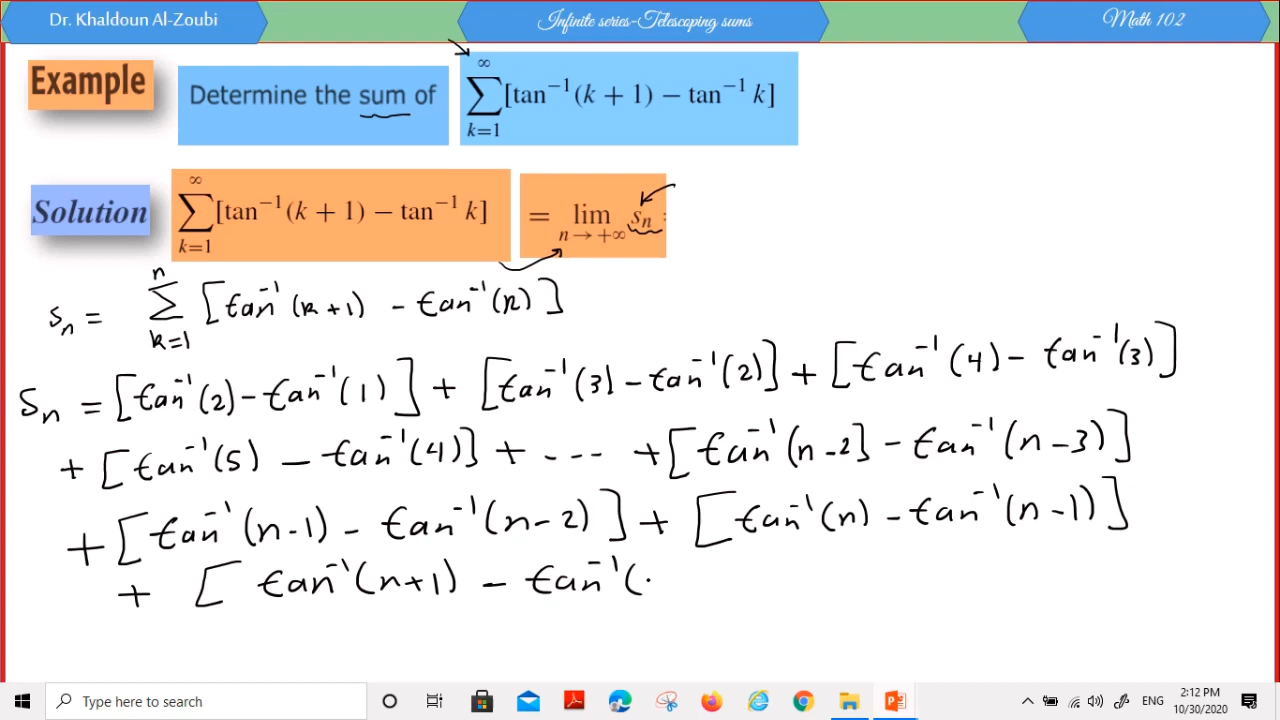 Dr. Khaldoun Al-Zoubi
Infinite series-Telescoping sums
Math 102
Example
Determine the sum of
∑_{k=1}^{∞} [tan⁻¹(k + 1) − tan⁻¹ k]
Solution
∑_{k=1}^{∞} [tan⁻¹(k + 1) − tan⁻¹ k]
= lim_{n → +∞} sₙ =
Sₙ = ∑_{k=1}^{n} [tan⁻¹(k+1) - tan⁻¹(k)]
Sₙ = [tan⁻¹(2) - tan⁻¹(1)] + [tan⁻¹(3) - tan⁻¹(2)] + [tan⁻¹(4) - tan⁻¹(3)]
+ [tan⁻¹(5) - tan⁻¹(4)] + ... + [tan⁻¹(n-2] - tan⁻¹(n-3)]
+ [tan⁻¹(n-1) - tan⁻¹(n-2)] + [tan⁻¹(n) - tan⁻¹(n-1)]
+ [tan⁻¹(n+1) - tan⁻¹(.
Type here to search
ENG
2:12 PM
10/30/2020